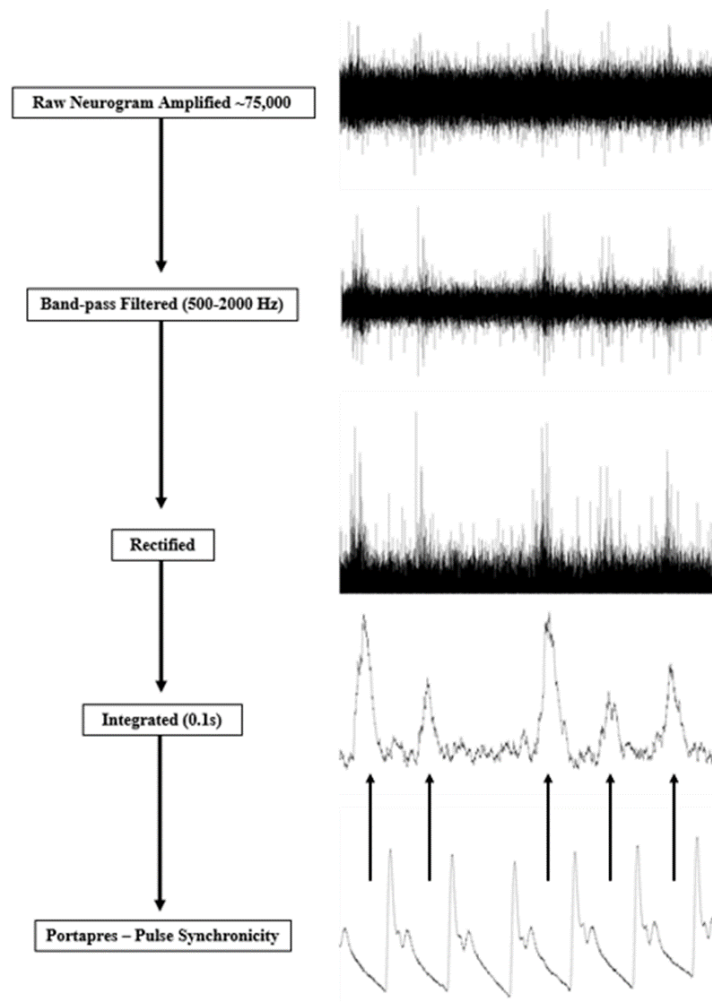 Raw Neurogram Amplified ~75,000
Band-pass Filtered (500-2000 Hz)
Rectified
Integrated (0.1s)
Portapres – Pulse Synchronicity